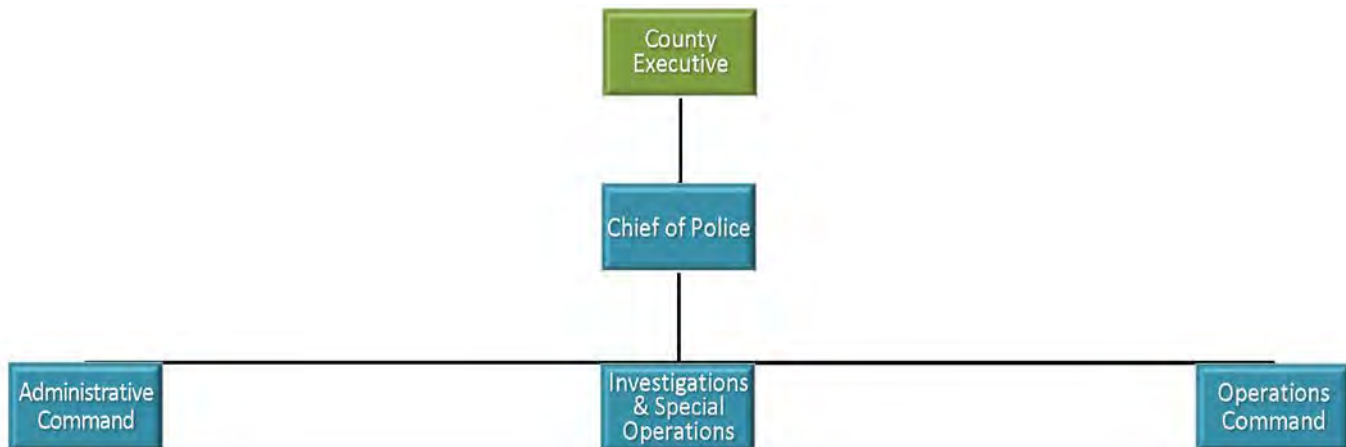 County
Executive
Chief of Police
Administrative
Command
Investigations
& Special
Operations
Operations
Command